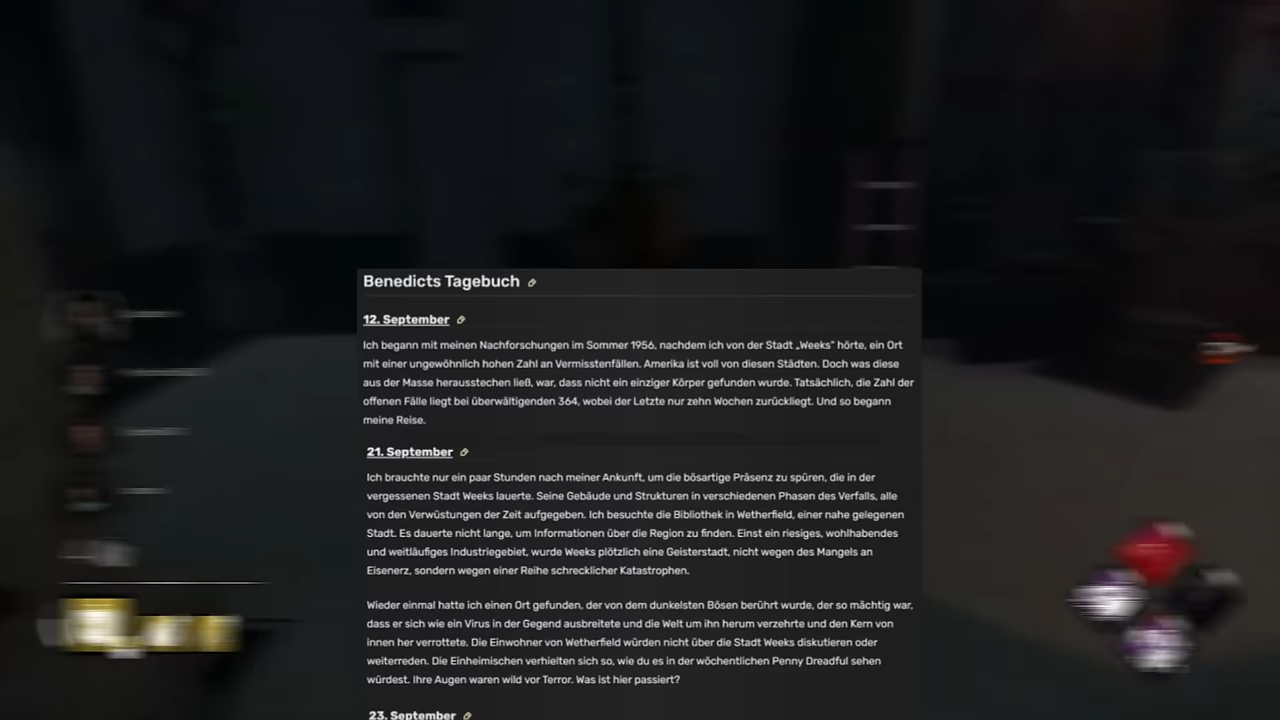 Benedicts Tagebuch
12. September
Ich begann mit meinen Nachforschungen im Sommer 1956, nachdem ich von der Stadt „Weeks" hörte, ein Ort
mit einer ungewöhnlich hohen Zahl an Vermisstenfällen. Amerika ist voll von diesen Städten. Doch was diese
aus der Masse herausstechen ließ, war, dass nicht ein einziger Körper gefunden wurde. Tatsächlich, die Zahl der
offenen Fälle liegt bei überwältigenden 364, wobei der Letzte nur zehn Wochen zurückliegt. Und so begann
meine Reise.
21. September
Ich brauchte nur ein paar Stunden nach meiner Ankunft, um die bösartige Präsenz zu spüren, die in der
vergessenen Stadt Weeks lauerte. Seine Gebäude und Strukturen in verschiedenen Phasen des Verfalls, alle
von den Verwüstungen der Zeit aufgegeben. Ich besuchte die Bibliothek in Wetherfield, einer nahe gelegenen
Stadt. Es dauerte nicht lange, um Informationen über die Region zu finden. Einst ein riesiges, wohlhabendes
und weitläufiges Industriegebiet, wurde Weeks plötzlich eine Geisterstadt, nicht wegen des Mangels an
Eisenerz, sondern wegen einer Reihe schrecklicher Katastrophen.
Wieder einmal hatte ich einen Ort gefunden, der von dem dunkelsten Bösen berührt wurde, der so mächtig war,
dass er sich wie ein Virus in der Gegend ausbreitete und die Welt um ihn herum verzehrte und den Kern von
innen her verrottete. Die Einwohner von Wetherfield würden nicht über die Stadt Weeks diskutieren oder
weiterreden. Die Einheimischen verhielten sich so, wie du es in der wöchentlichen Penny Dreadful sehen
würdest. Ihre Augen waren wild vor Terror. Was ist hier passiert?
23. September